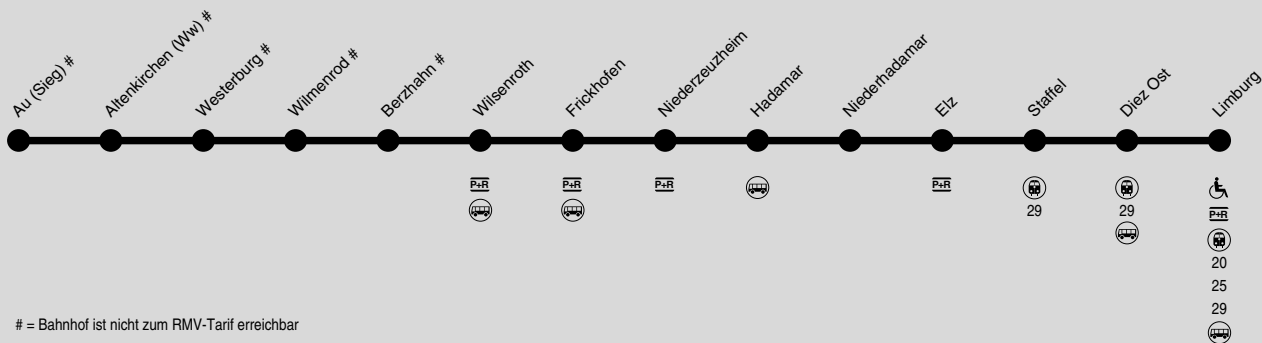 Au (Sieg) #
Altenkirchen (Ww) #
Westerburg #
Wilmenrod #
Berzhahn #
Wilsenroth
Frickhofen
Niederzeuzheim
Hadamar
Niederhadamar
Elz
Staffel
Diez Ost
Limburg
P+R
P+R
P+R
P+R
29
29
P+R
20
25
29
# = Bahnhof ist nicht zum RMV-Tarif erreichbar